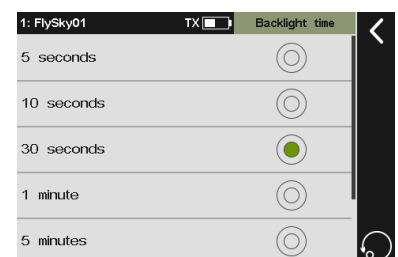 1: FlySky01 TX Backlight time
5 seconds
10 seconds
30 seconds
1 minute
5 minutes